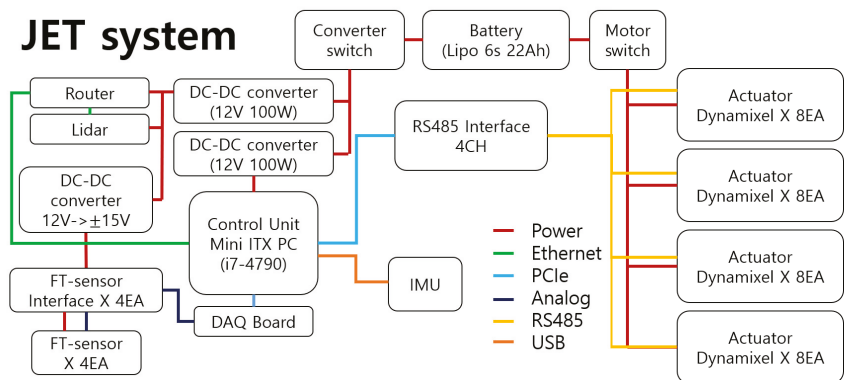 JET system
Converter
switch
Battery
(Lipo 6s 22Ah)
Motor
switch
Router
Lidar
DC-DC converter
(12V 100W)
DC-DC converter
(12V 100W)
RS485 Interface
4CH
Actuator
Dynamixel X 8EA
Actuator
Dynamixel X 8EA
Actuator
Dynamixel X 8EA
Actuator
Dynamixel X 8EA
DC-DC
converter
12V->±15V
Control Unit
Mini ITX PC
(i7-4790)
FT-sensor
Interface X 4EA
FT-sensor
X 4EA
DAQ Board
IMU
Power
Ethernet
PCIe
Analog
RS485
USB